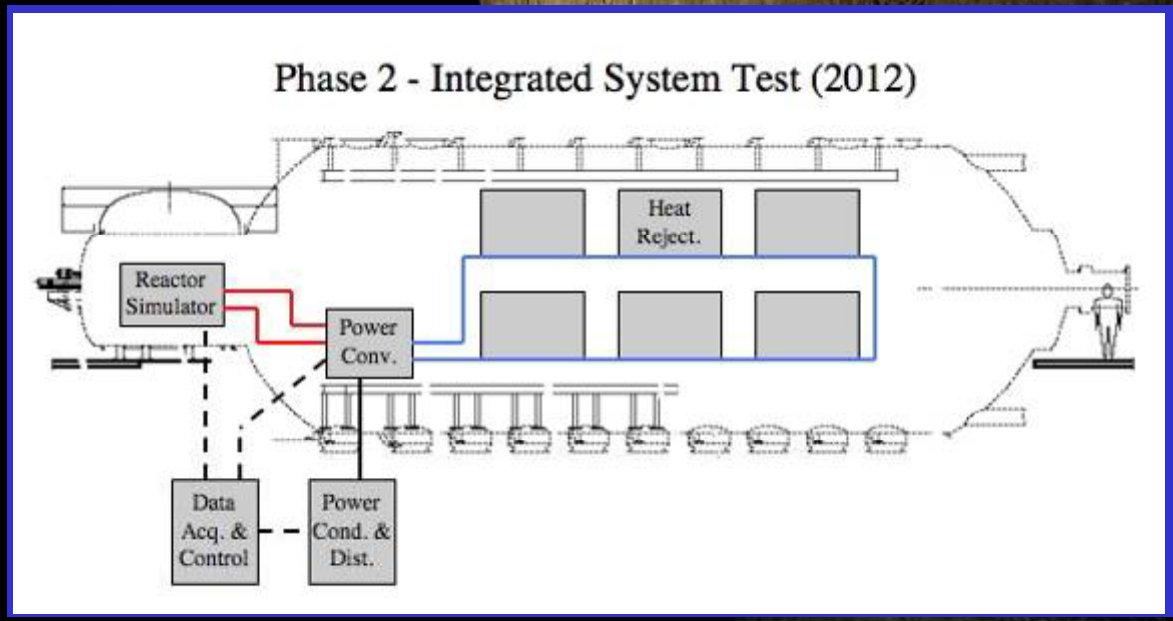 Phase 2 - Integrated System Test (2012)
Heat
Reject.
Reactor
Simulator
Power
Conv.
Data
Acq. &
Control
Power
Cond. &
Dist.